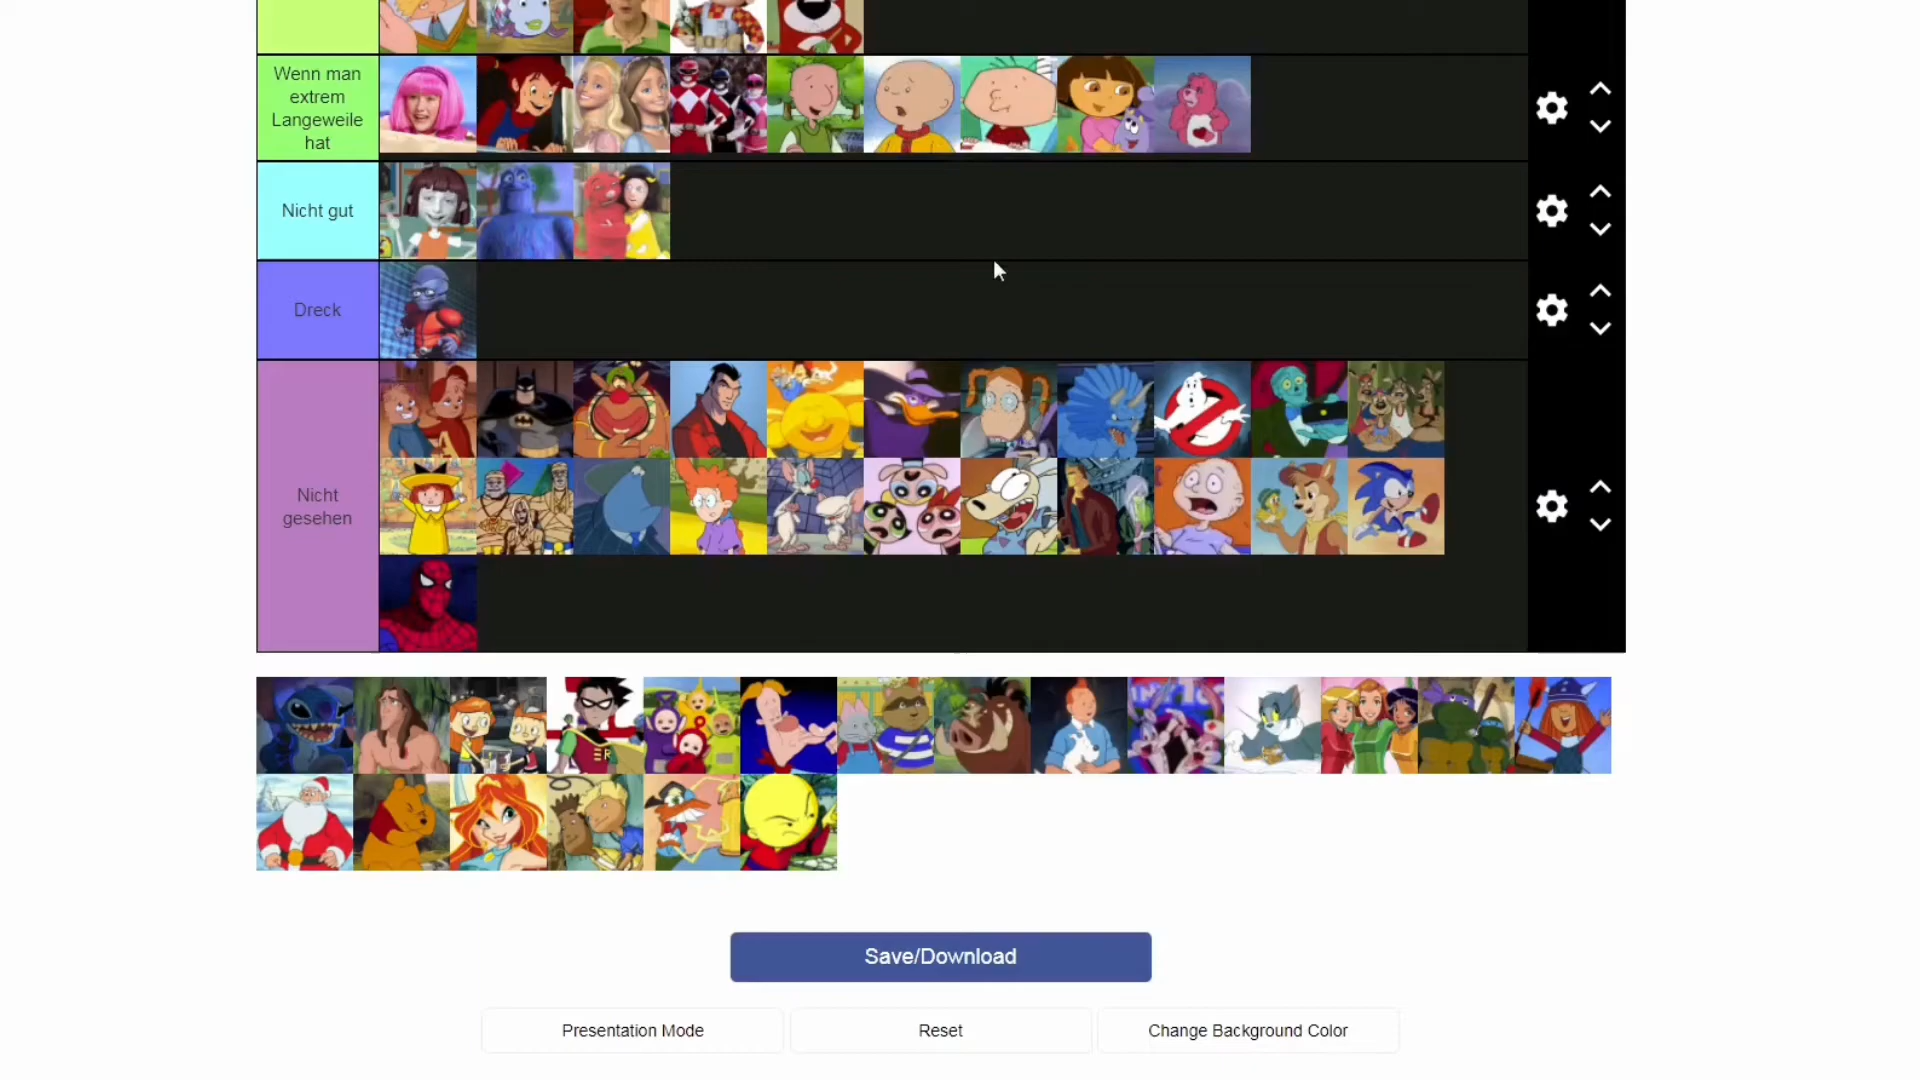 Wenn man
extrem
Langeweile
hat
Nicht gut
Dreck
Nicht
gesehen
Save/Download
Presentation Mode
Reset
Change Background Color